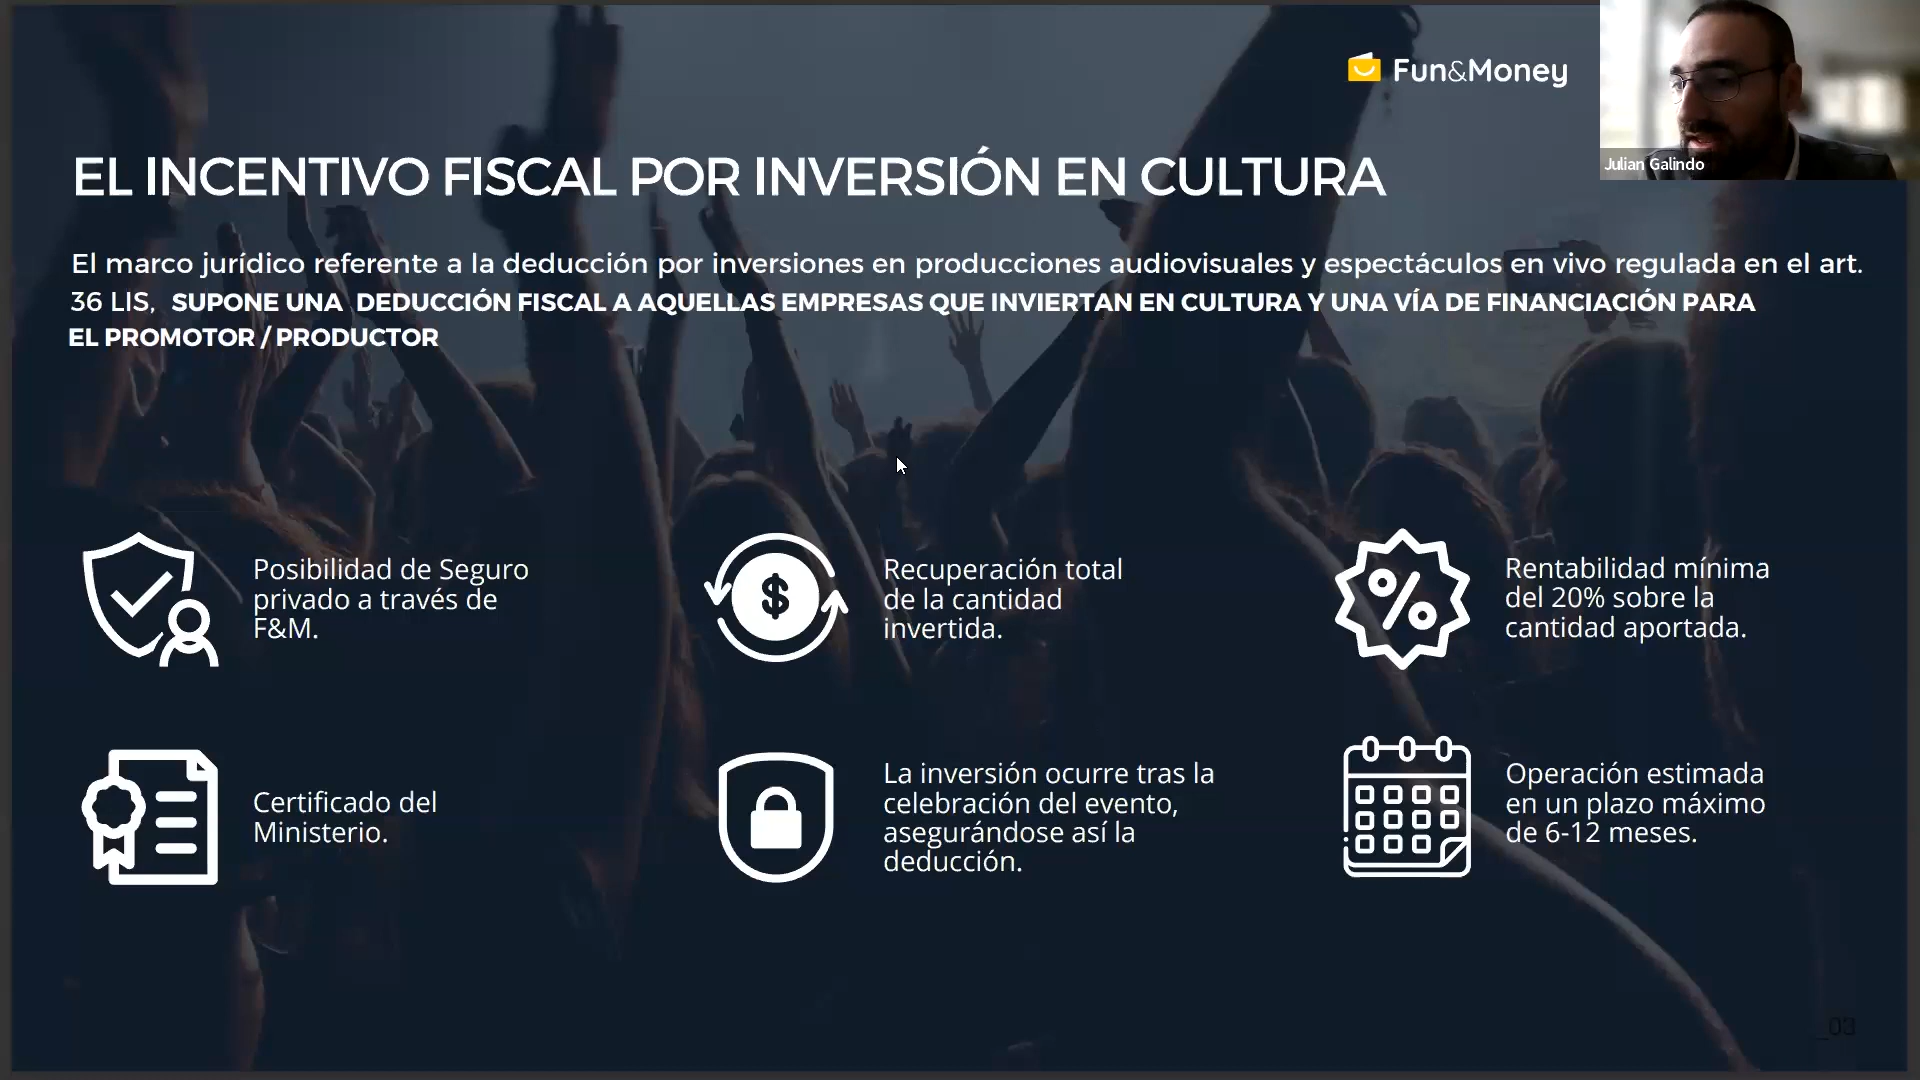 Fun&Money
Julian Galindo
EL INCENTIVO FISCAL POR INVERSIÓN EN CULTURA
El marco jurídico referente a la deducción por inversiones en producciones audiovisuales y espectáculos en vivo regulada en el art.
36 LIS, SUPONE UNA DEDUCCIÓN FISCAL A AQUELLAS EMPRESAS QUE INVIERTAN EN CULTURA Y UNA VÍA DE FINANCIACIÓN PARA
EL PROMOTOR / PRODUCTOR
Posibilidad de Seguro
privado a través de
F&M.
$
Recuperación total
de la cantidad
invertida.
%
Rentabilidad mínima
del 20% sobre la
cantidad aportada.
Certificado del
Ministerio.
La inversión ocurre tras la
celebración del evento,
asegurándose así la
deducción.
Operación estimada
en un plazo máximo
de 6-12 meses.
_03